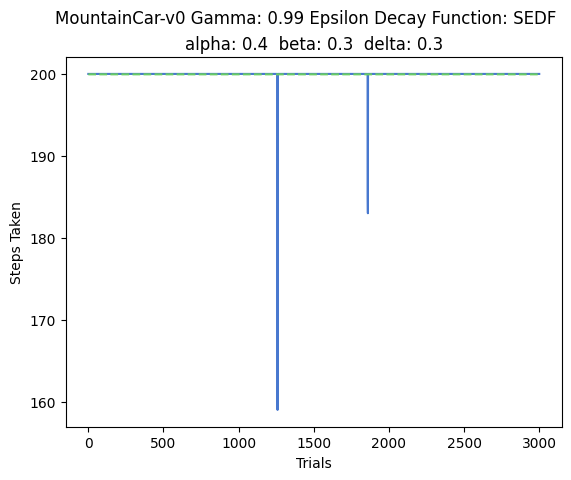 MountainCar-v0 Gamma: 0.99 Epsilon Decay Function: SEDF
alpha: 0.4  beta: 0.3  delta: 0.3
200
190
180
170
160
Steps Taken
0 500 1000 1500 2000 2500 3000
Trials